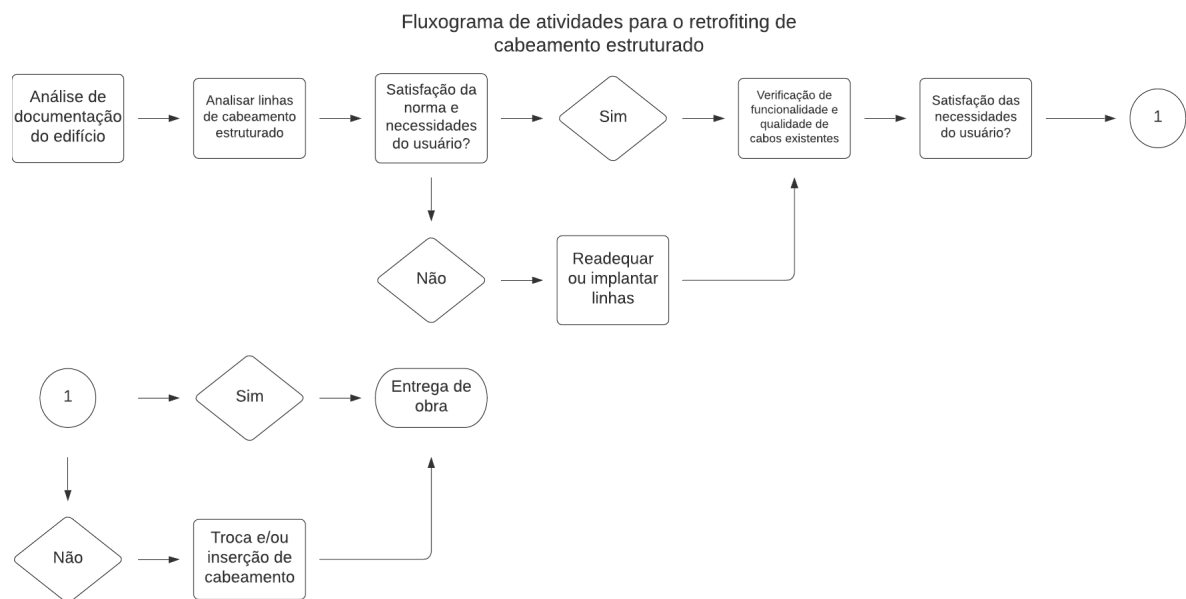 Fluxograma de atividades para o retrofiting de
cabeamento estruturado
Análise de
documentação
do edifício
Analisar linhas
de cabeamento
estruturado
Satisfação da
norma e
necessidades
do usuário?
Sim
Verificação de
funcionalidade e
qualidade de
cabos existentes
Satisfação das
necessidades
do usuário?
1
Não
Readequar
ou implantar
linhas
1
Sim
Entrega de
obra
Não
Troca e/ou
inserção de
cabeamento